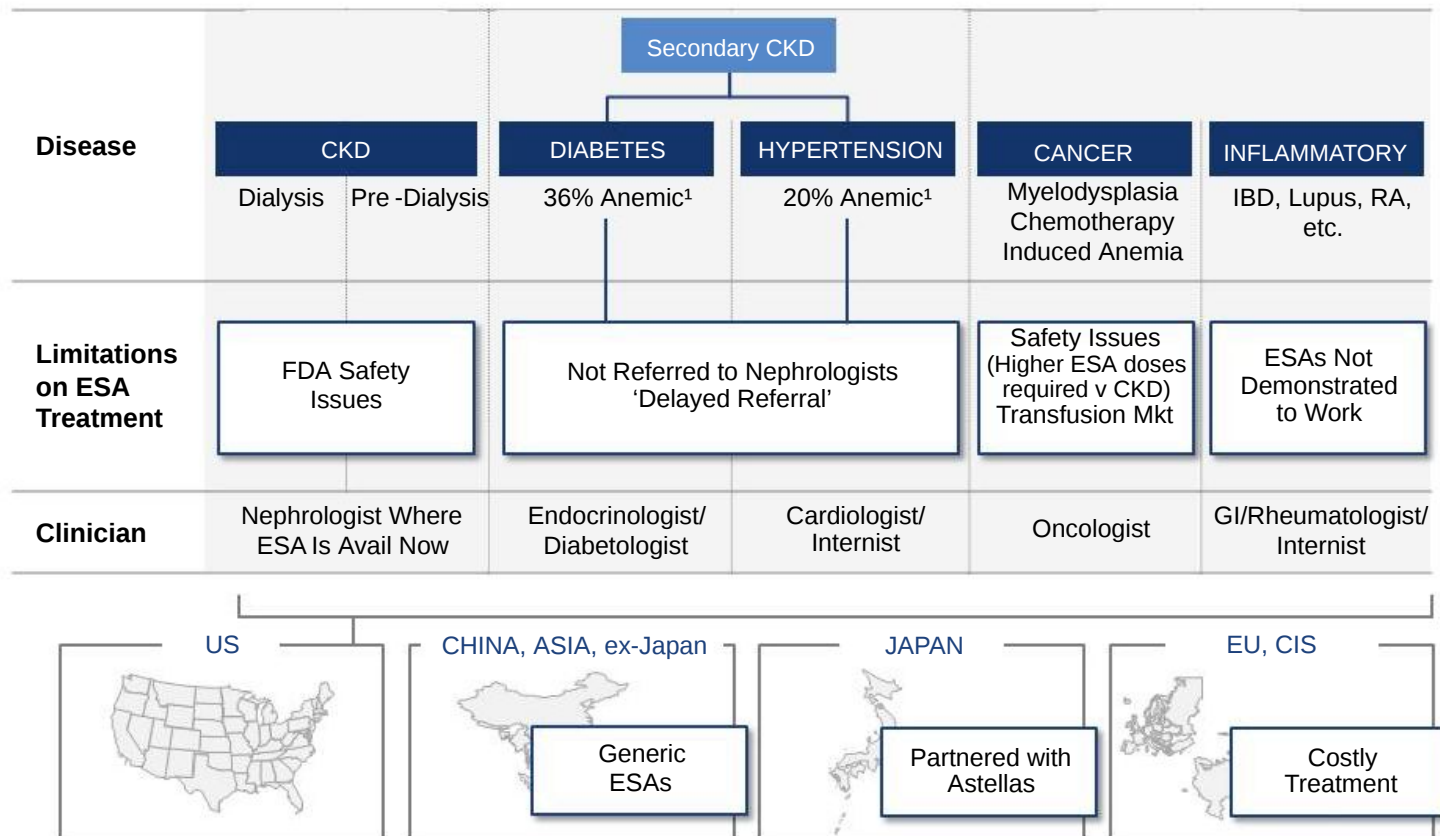 Secondary CKD
Disease
CKD
DIABETES
HYPERTENSION
CANCER
INFLAMMATORY
Dialysis
Pre -Dialysis
36% Anemic¹
20% Anemic¹
Myelodysplasia
Chemotherapy
Induced Anemia
IBD, Lupus, RA,
etc.
Limitations
on ESA
Treatment
FDA Safety
Issues
Not Referred to Nephrologists
‘Delayed Referral’
Safety Issues
(Higher ESA doses
required v CKD)
Transfusion Mkt
ESAs Not
Demonstrated
to Work
Clinician
Nephrologist Where
ESA Is Avail Now
Endocrinologist/
Diabetologist
Cardiologist/
Internist
Oncologist
GI/Rheumatologist/
Internist
US
CHINA, ASIA, ex-Japan
JAPAN
EU, CIS
Generic
ESAs
Partnered with
Astellas
Costly
Treatment